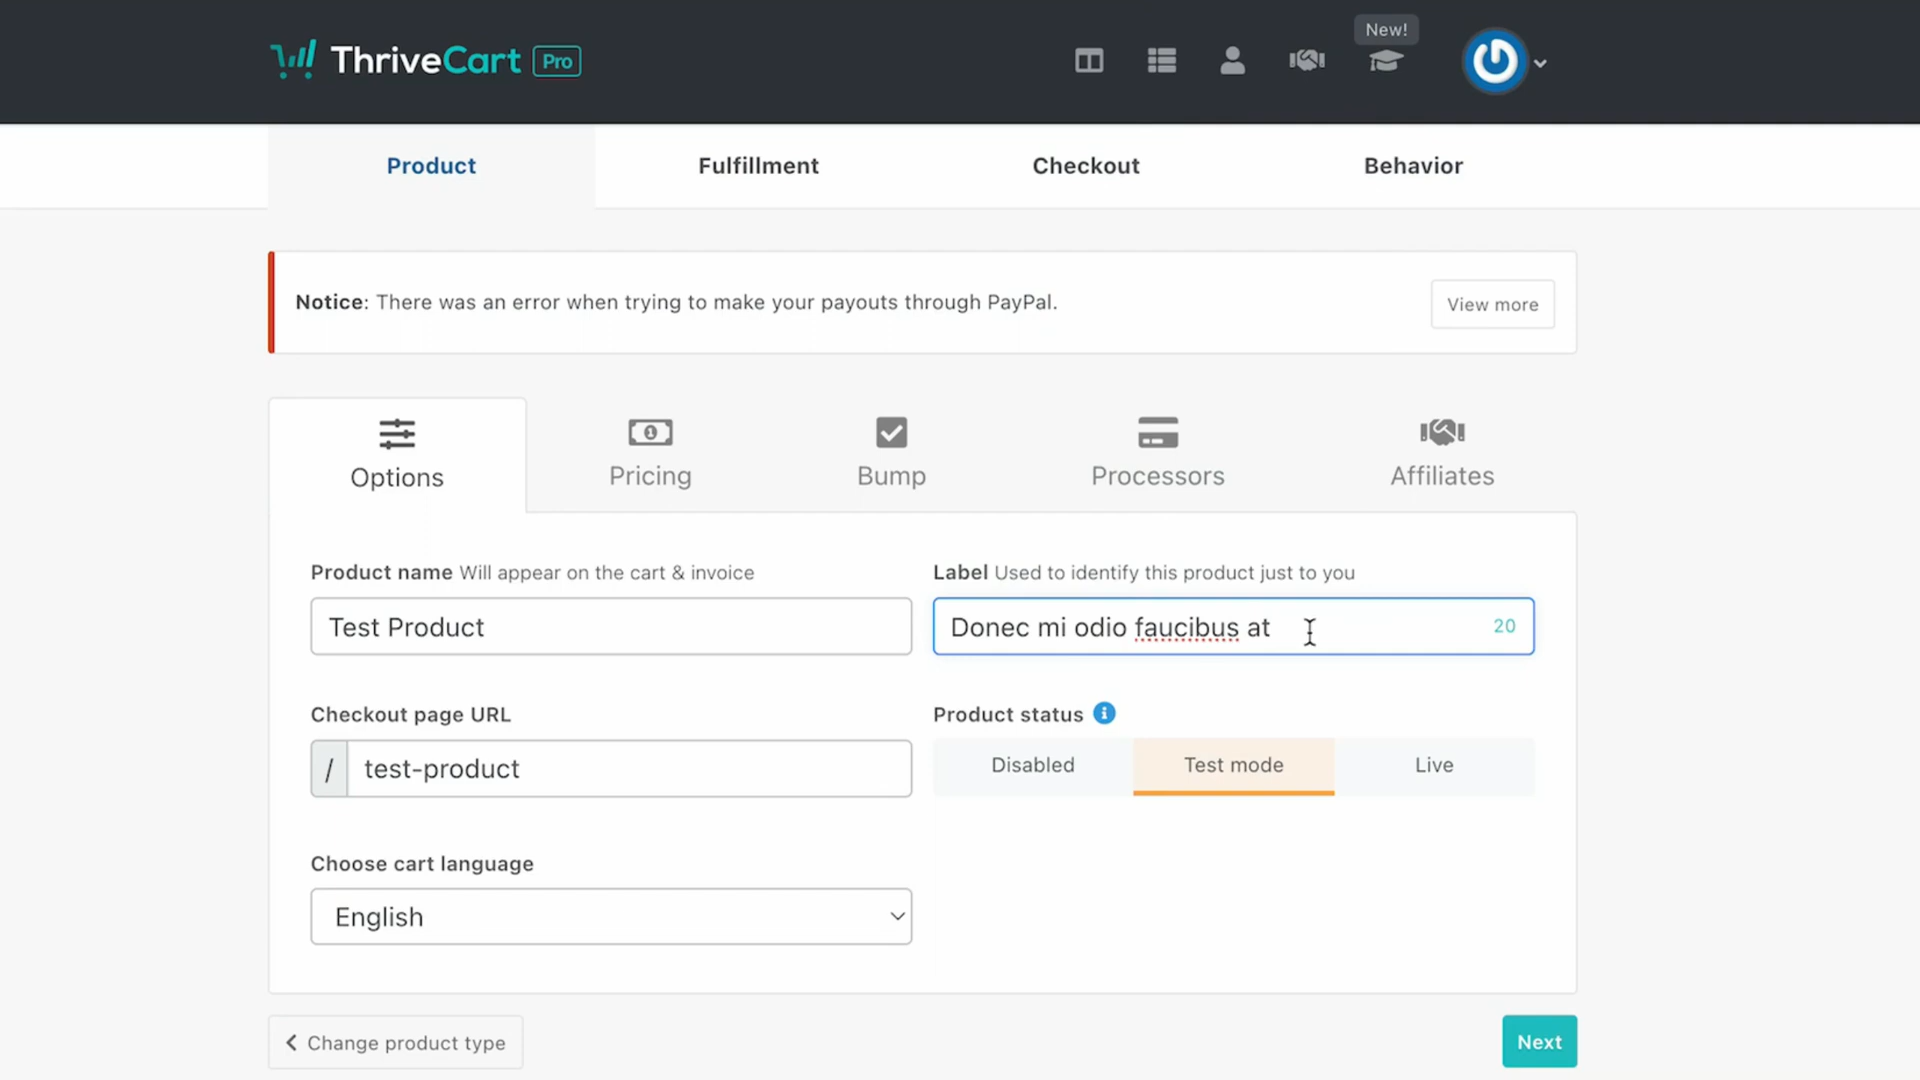 ThriveCart Pro
New!
Product Fulfillment Checkout Behavior
Notice: There was an error when trying to make your payouts through PayPal. View more
Options Pricing Bump Processors Affiliates
Product name Will appear on the cart & invoice
Test Product
Label Used to identify this product just to you
Donec mi odio faucibus at 20
Checkout page URL
/ test-product
Product status
Disabled Test mode Live
Choose cart language
English
Change product type
Next